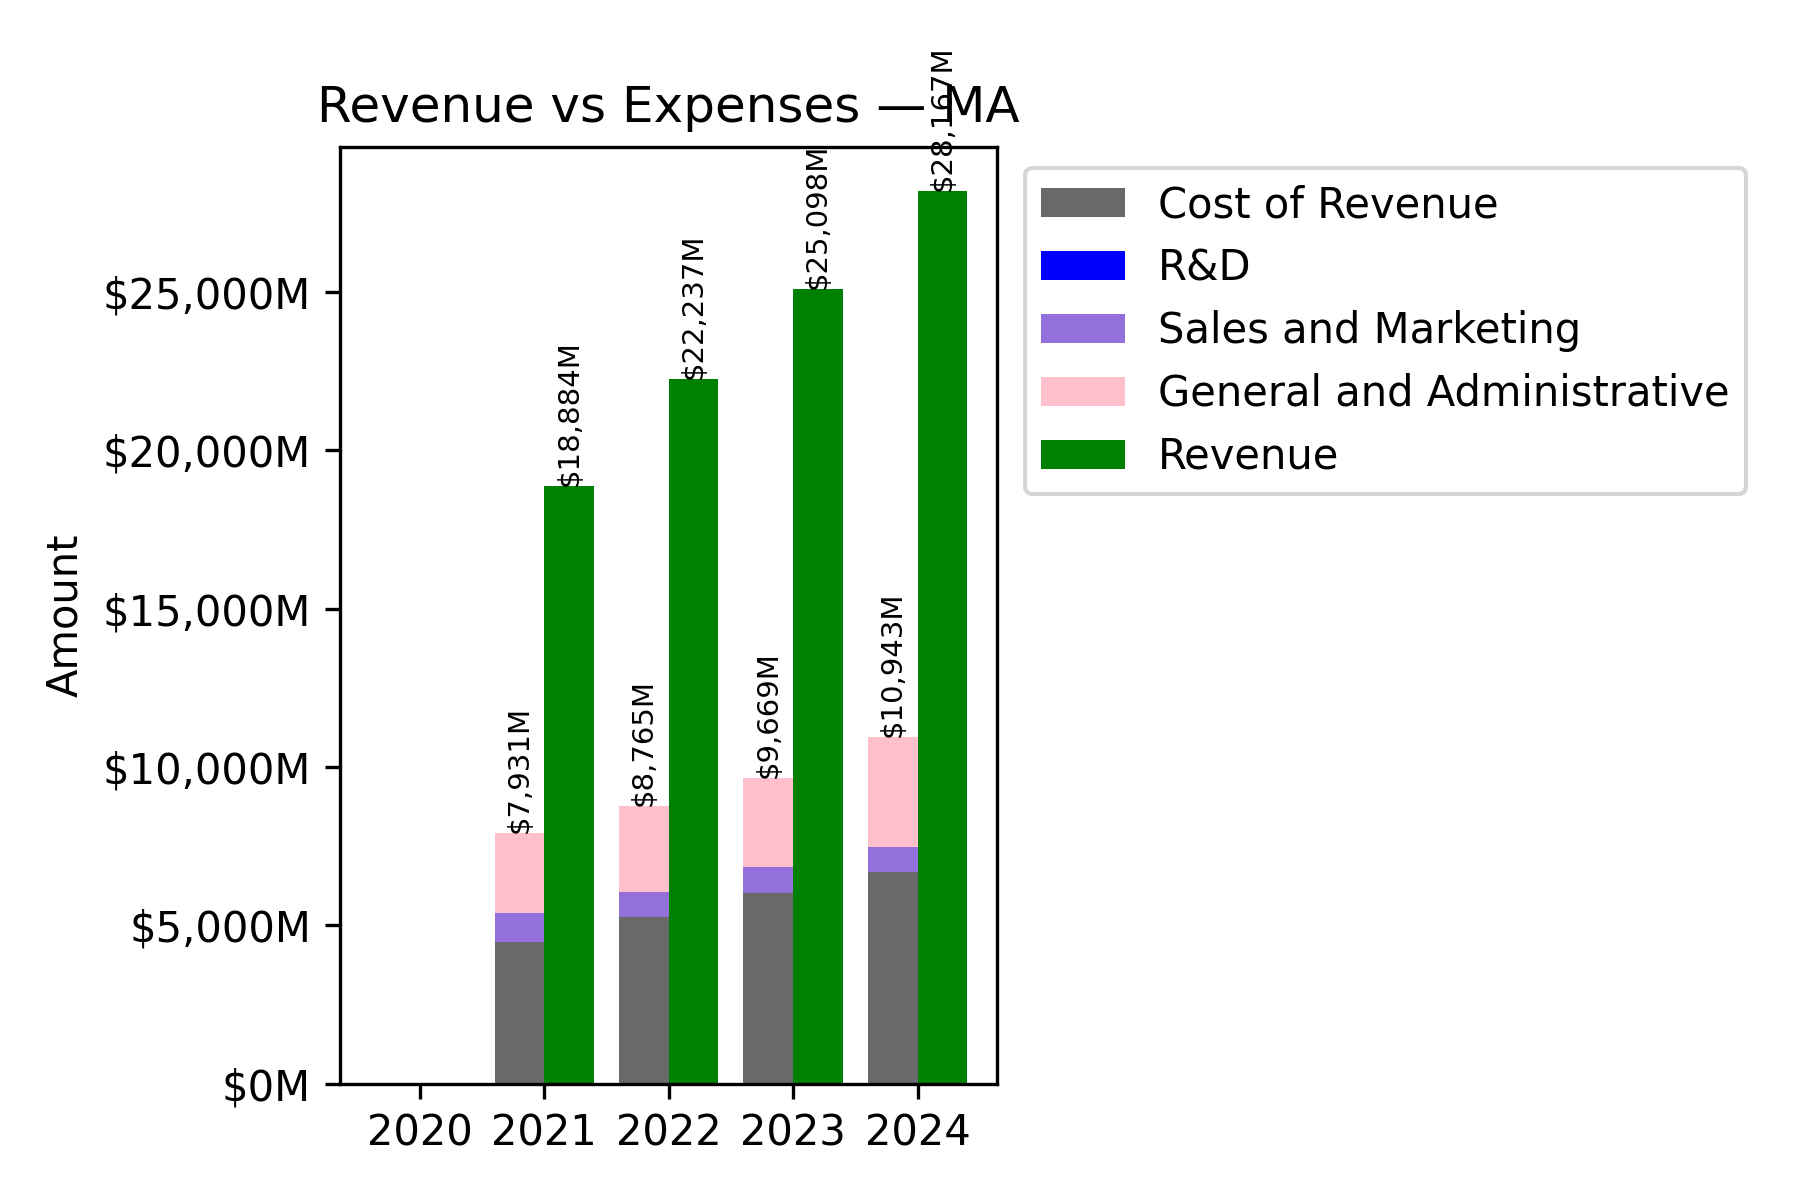 Revenue vs Expenses — MA
Amount
$25,000M
$20,000M
$15,000M
$10,000M
$5,000M
$0M
$7,931M
$18,884M
$8,765M
$22,237M
$9,669M
$25,098M
$10,943M
$28,167M
2020 2021 2022 2023 2024
Cost of Revenue
R&D
Sales and Marketing
General and Administrative
Revenue